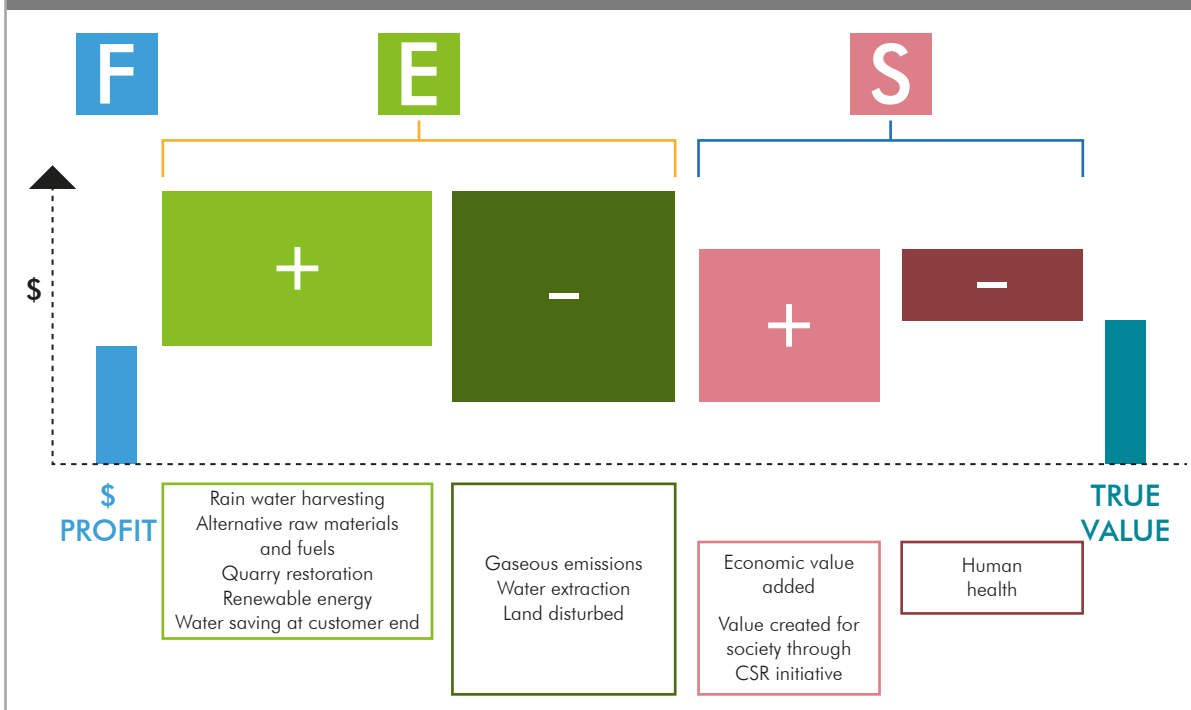 F
E
S
$
+
–
+
–
$
PROFIT
Rain water harvesting
Alternative raw materials
and fuels
Quarry restoration
Renewable energy
Water saving at customer end
Gaseous emissions
Water extraction
Land disturbed
Economic value
added
Value created for
society through
CSR initiative
Human
health
TRUE
VALUE